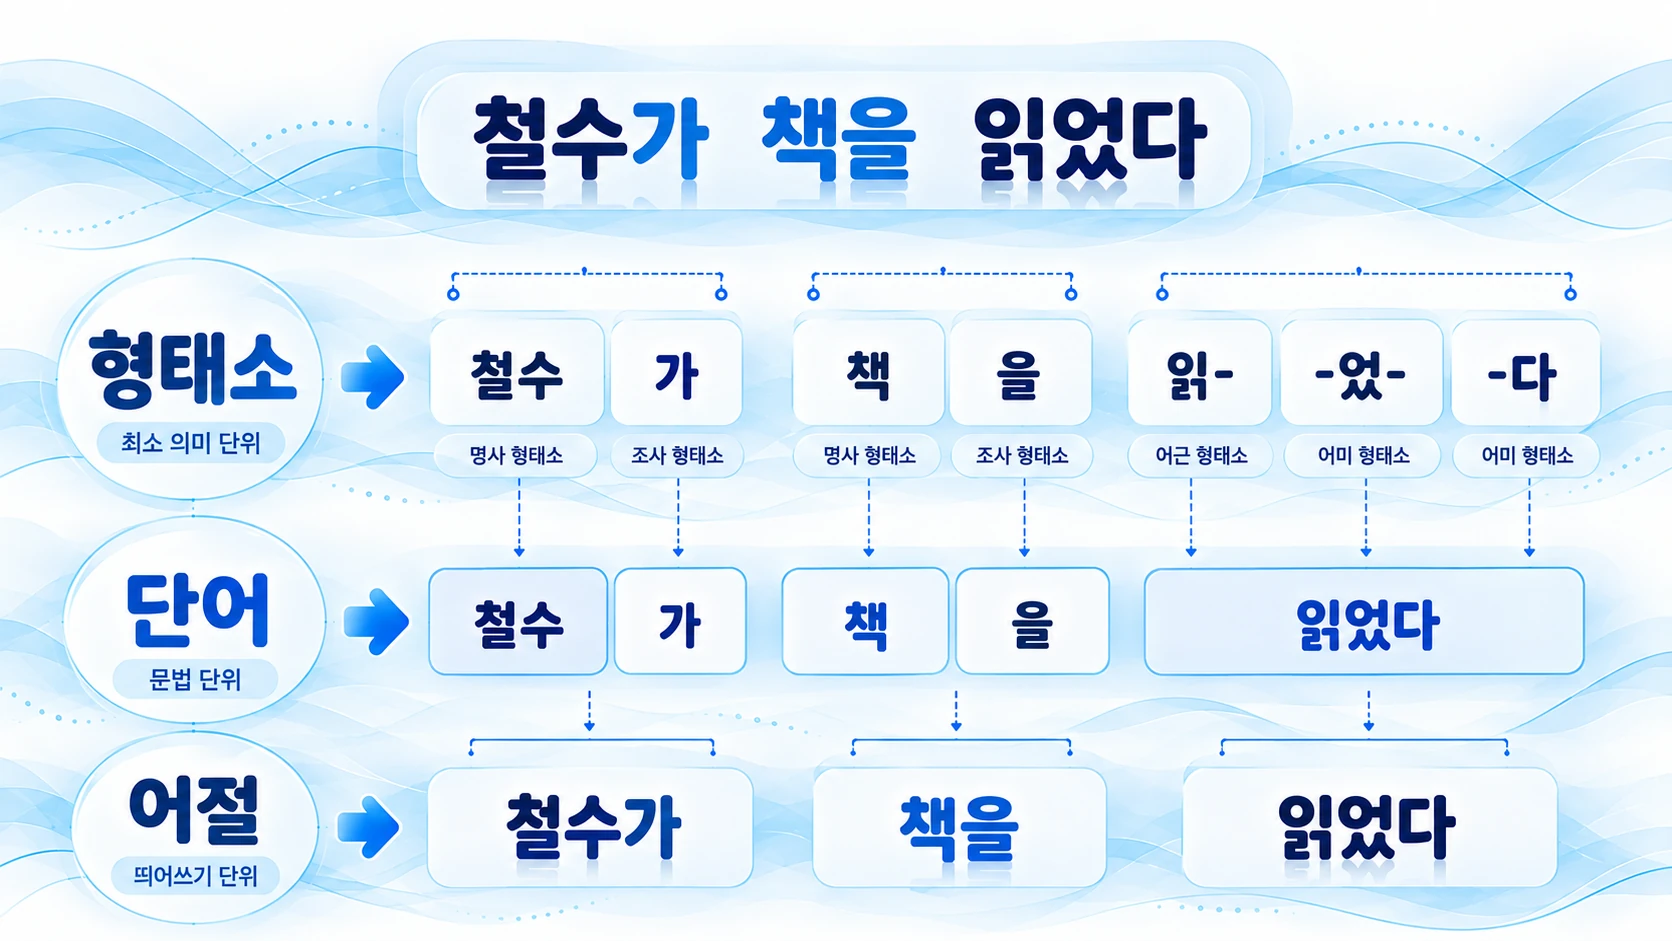 철수가 책을 읽었다
형태소
최소 의미 단위
철수 가 책 을 읽- -었- -다
명사 형태소 조사 형태소 명사 형태소 조사 형태소 어근 형태소 어미 형태소 어미 형태소
단어
문법 단위
철수 가 책 을 읽었다
어절
띄어쓰기 단위
철수가 책을 읽었다